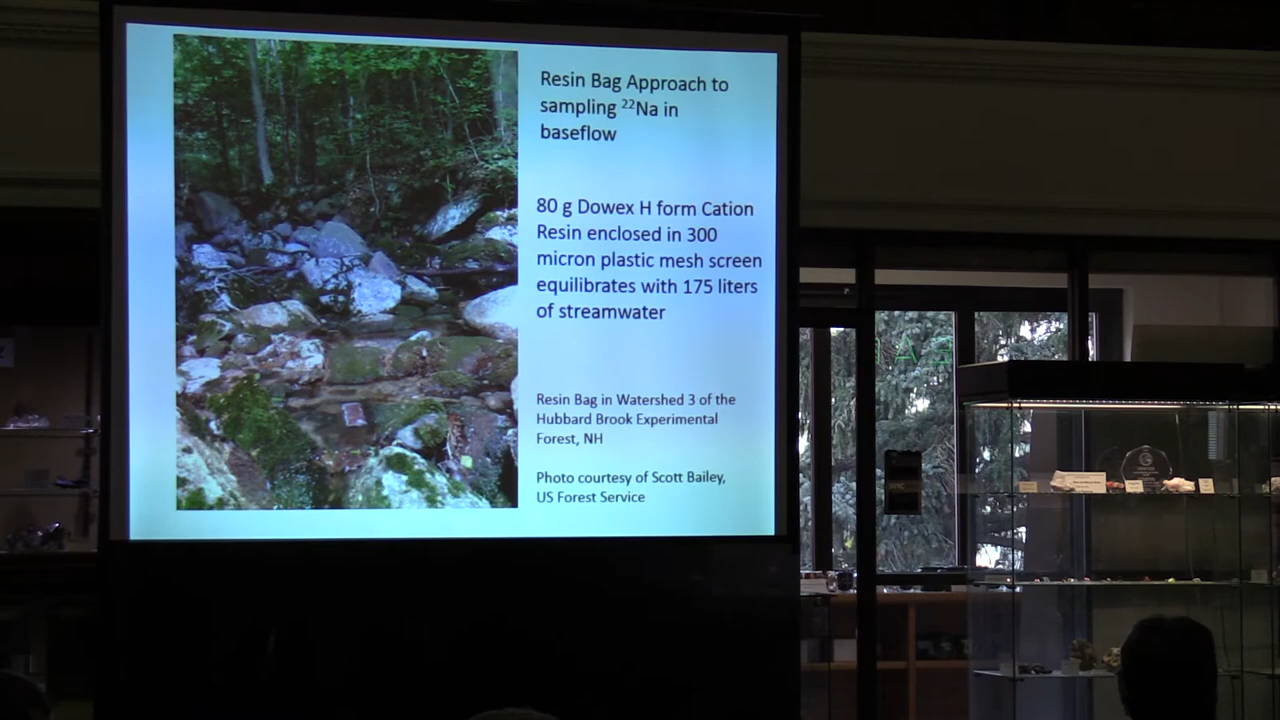 Resin Bag Approach to
sampling ²²Na in
baseflow
80 g Dowex H form Cation
Resin enclosed in 300
micron plastic mesh screen
equilibrates with 175 liters
of streamwater
Resin Bag in Watershed 3 of the
Hubbard Brook Experimental
Forest, NH
Photo courtesy of Scott Bailey,
US Forest Service